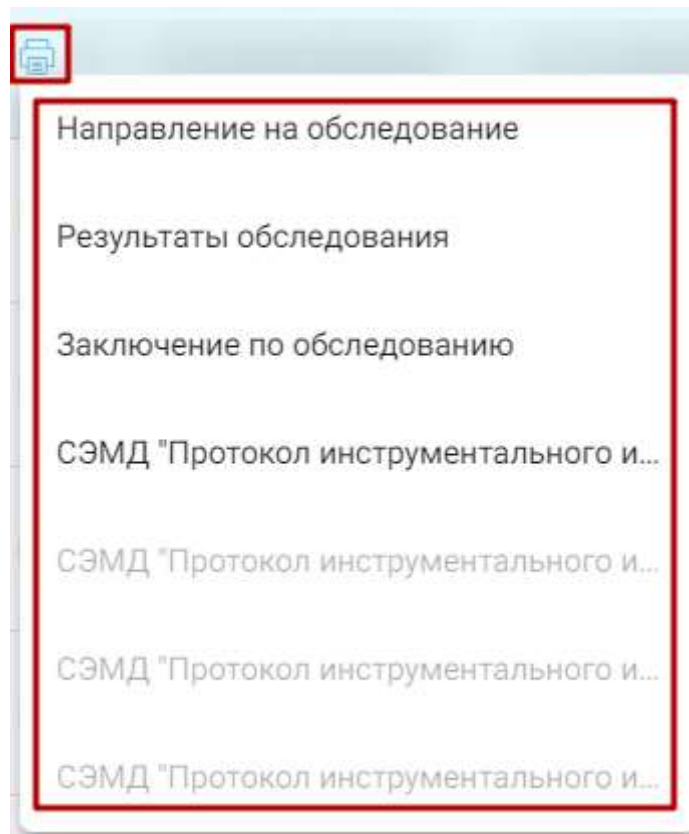 Направление на обследование
Результаты обследования
Заключение по обследованию
СЭМД "Протокол инструментального и...
СЭМД "Протокол инструментального и...
СЭМД "Протокол инструментального и...
СЭМД "Протокол инструментального и...